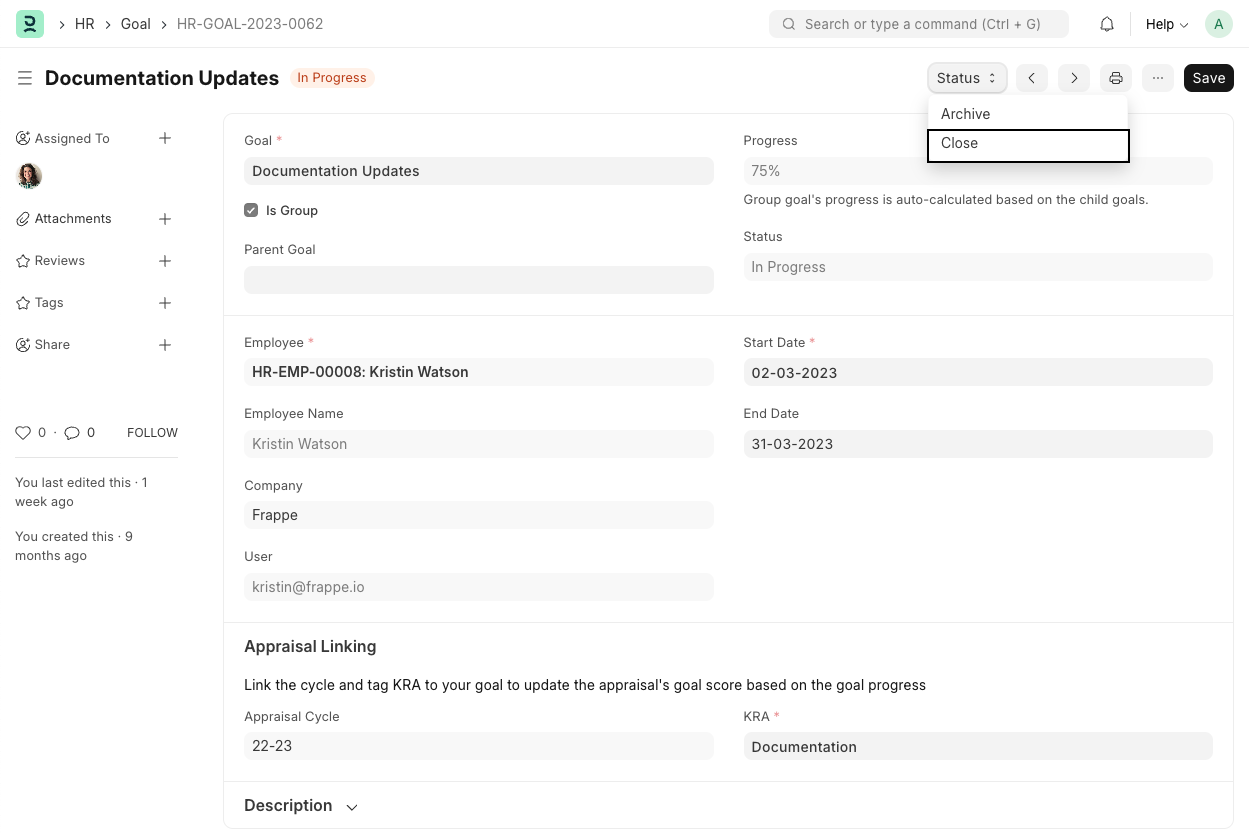 HR
Goal
HR-GOAL-2023-0062
Search or type a command (Ctrl + G)
Help
A
Documentation Updates
In Progress
Status
Save
Archive
Close
Assigned To
Attachments
Reviews
Tags
Share
0 · 0 FOLLOW
You last edited this · 1
week ago
You created this · 9
months ago
Goal *
Documentation Updates
Is Group
Parent Goal
Progress
75%
Group goal's progress is auto-calculated based on the child goals.
Status
In Progress
Employee *
HR-EMP-00008: Kristin Watson
Employee Name
Kristin Watson
Company
Frappe
User
kristin@frappe.io
Start Date *
02-03-2023
End Date
31-03-2023
Appraisal Linking
Link the cycle and tag KRA to your goal to update the appraisal's goal score based on the goal progress
Appraisal Cycle
22-23
KRA *
Documentation
Description